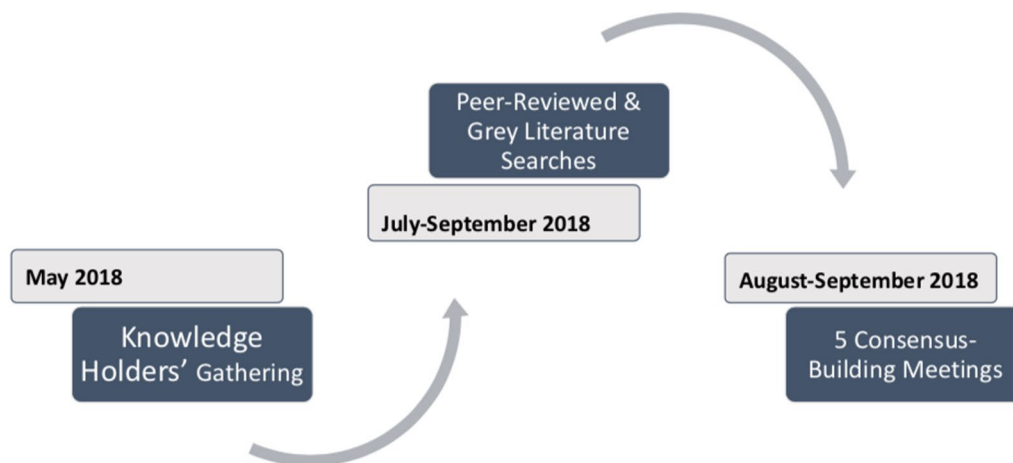 May 2018
Knowledge
Holders’ Gathering
Peer-Reviewed &
Grey Literature
Searches
July-September 2018
August-September 2018
5 Consensus-
Building Meetings